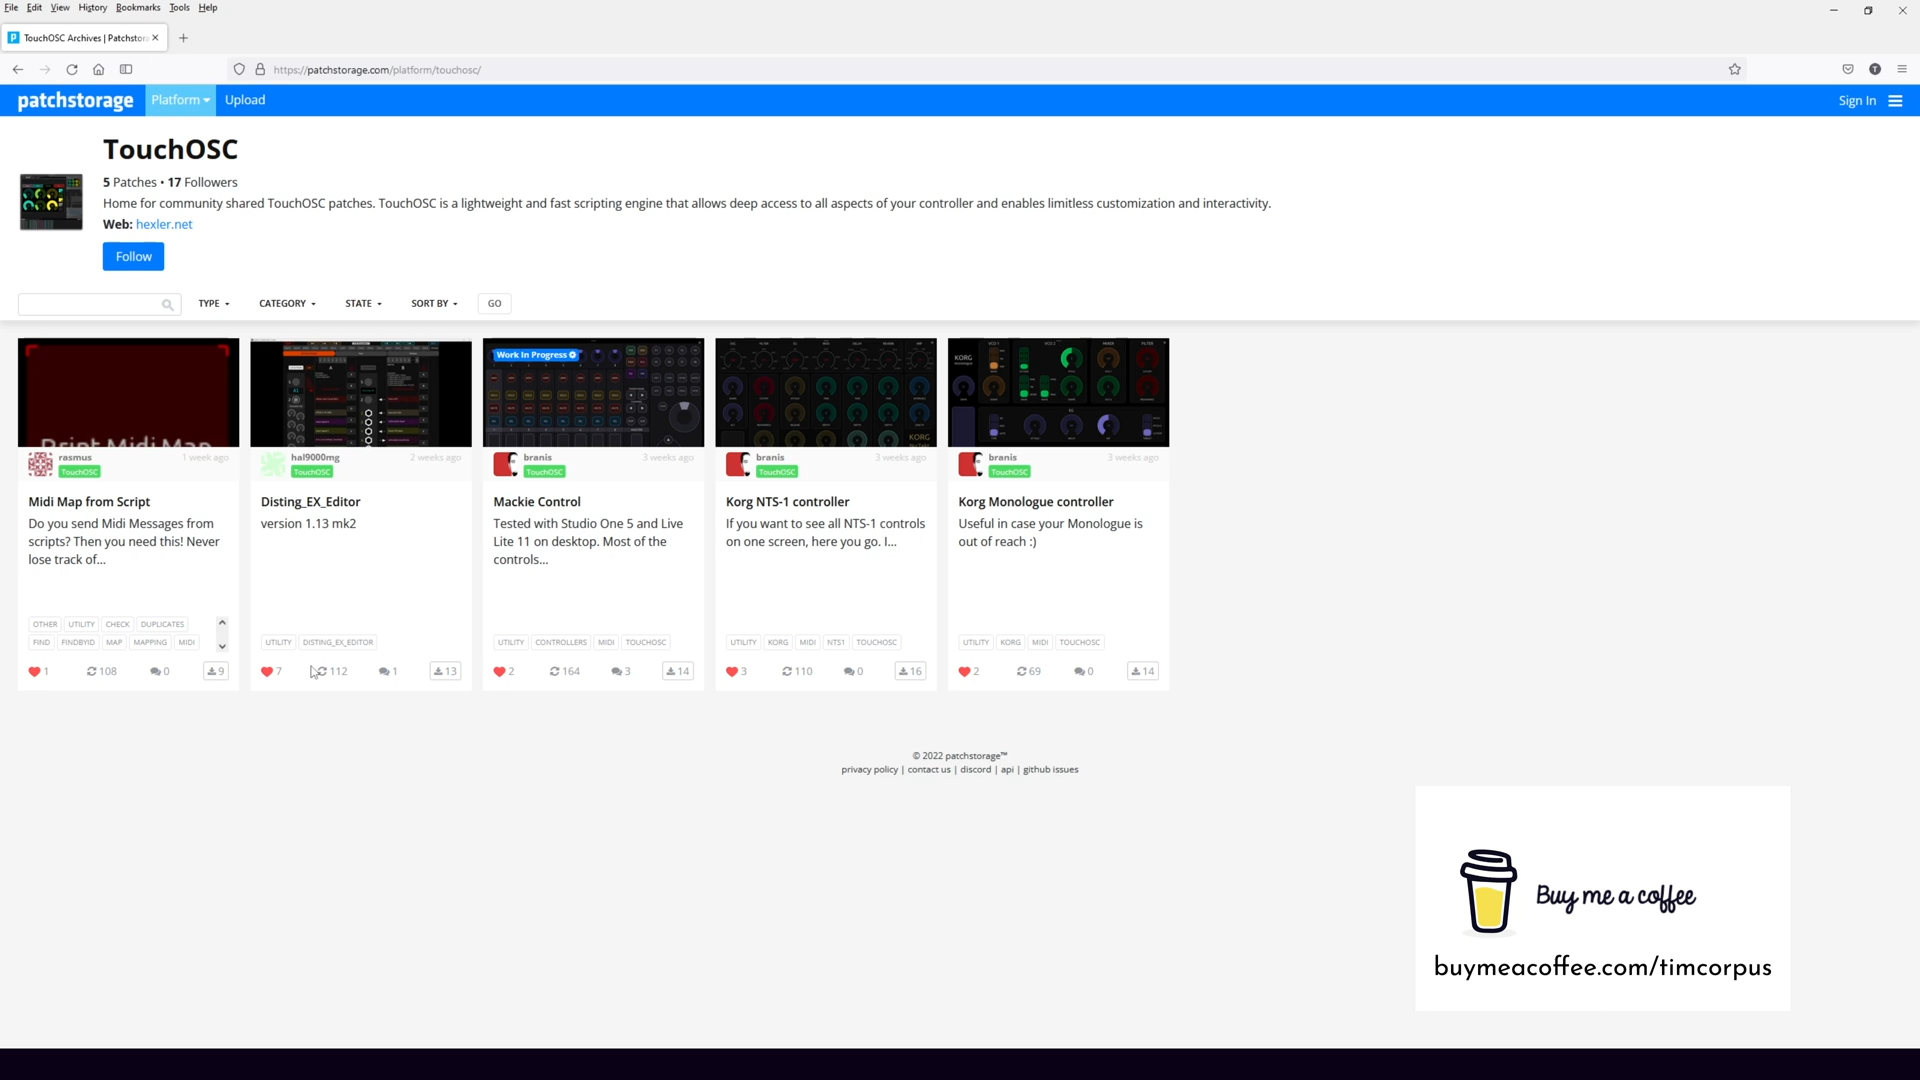 File Edit View History Bookmarks Tools Help
TouchOSC Archives | Patchstor
https://patchstorage.com/platform/touchosc/
patchstorage Platform Upload Sign In
TouchOSC
5 Patches • 17 Followers
Home for community shared TouchOSC patches. TouchOSC is a lightweight and fast scripting engine that allows deep access to all aspects of your controller and enables limitless customization and interactivity.
Web: hexler.net
Follow
TYPE CATEGORY STATE SORT BY GO
Print Midi Map
rasmus 1 week ago
TouchOSC
Midi Map from Script
Do you send Midi Messages from
scripts? Then you need this! Never
lose track of...
OTHER UTILITY CHECK DUPLICATES
FIND FINDBYID MAP MAPPING MIDI
1 108 0 9
hal9000mg 2 weeks ago
TouchOSC
Disting_EX_Editor
version 1.13 mk2
UTILITY DISTING_EX_EDITOR
7 112 1 13
Work In Progress
branis 3 weeks ago
TouchOSC
Mackie Control
Tested with Studio One 5 and Live
Lite 11 on desktop. Most of the
controls...
UTILITY CONTROLLERS MIDI TOUCHOSC
2 164 3 14
KORG
branis 3 weeks ago
TouchOSC
Korg NTS-1 controller
If you want to see all NTS-1 controls
on one screen, here you go. I...
UTILITY KORG MIDI NTS1 TOUCHOSC
3 110 0 16
KORG
branis 3 weeks ago
TouchOSC
Korg Monologue controller
Useful in case your Monologue is
out of reach :)
UTILITY KORG MIDI TOUCHOSC
2 69 0 14
© 2022 patchstorage™
privacy policy | contact us | discord | api | github issues
Buy me a coffee
buymeacoffee.com/timcorpus